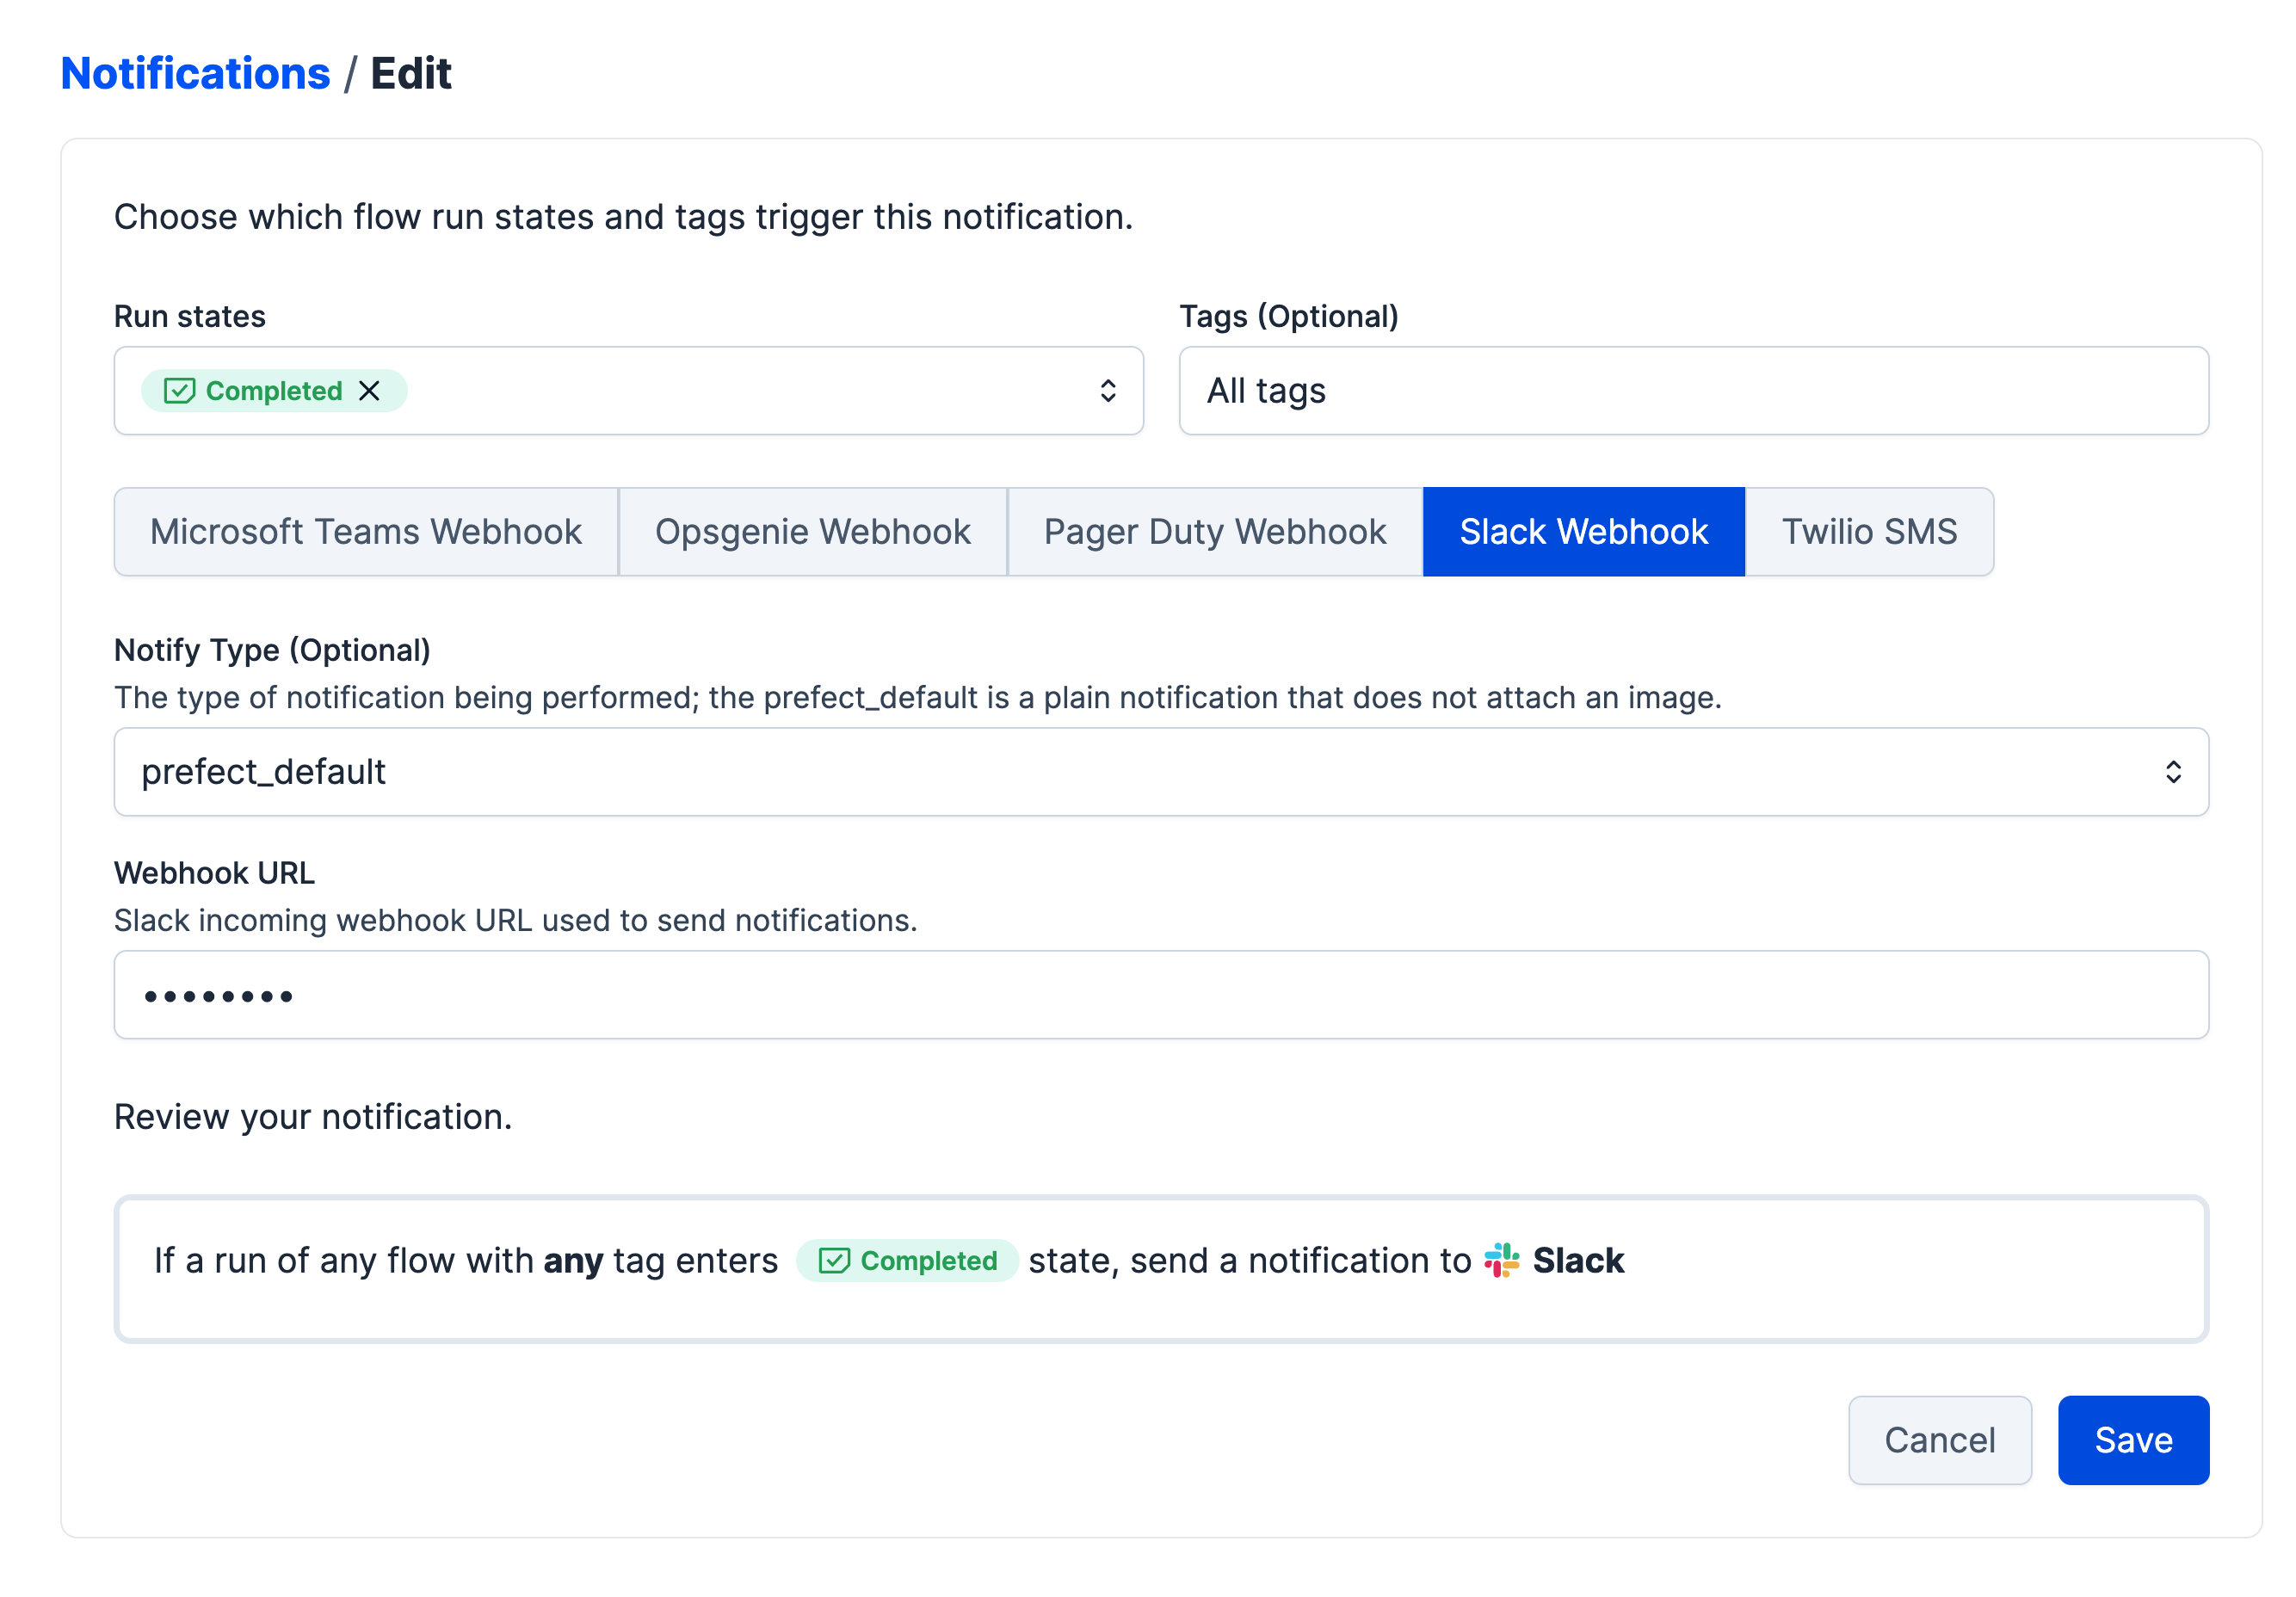 Notifications / Edit
Choose which flow run states and tags trigger this notification.
Run states
Tags (Optional)
Completed
All tags
Microsoft Teams Webhook
Opsgenie Webhook
Pager Duty Webhook
Slack Webhook
Twilio SMS
Notify Type (Optional)
The type of notification being performed; the prefect_default is a plain notification that does not attach an image.
prefect_default
Webhook URL
Slack incoming webhook URL used to send notifications.
••••••••
Review your notification.
If a run of any flow with any tag enters Completed state, send a notification to Slack
Cancel
Save